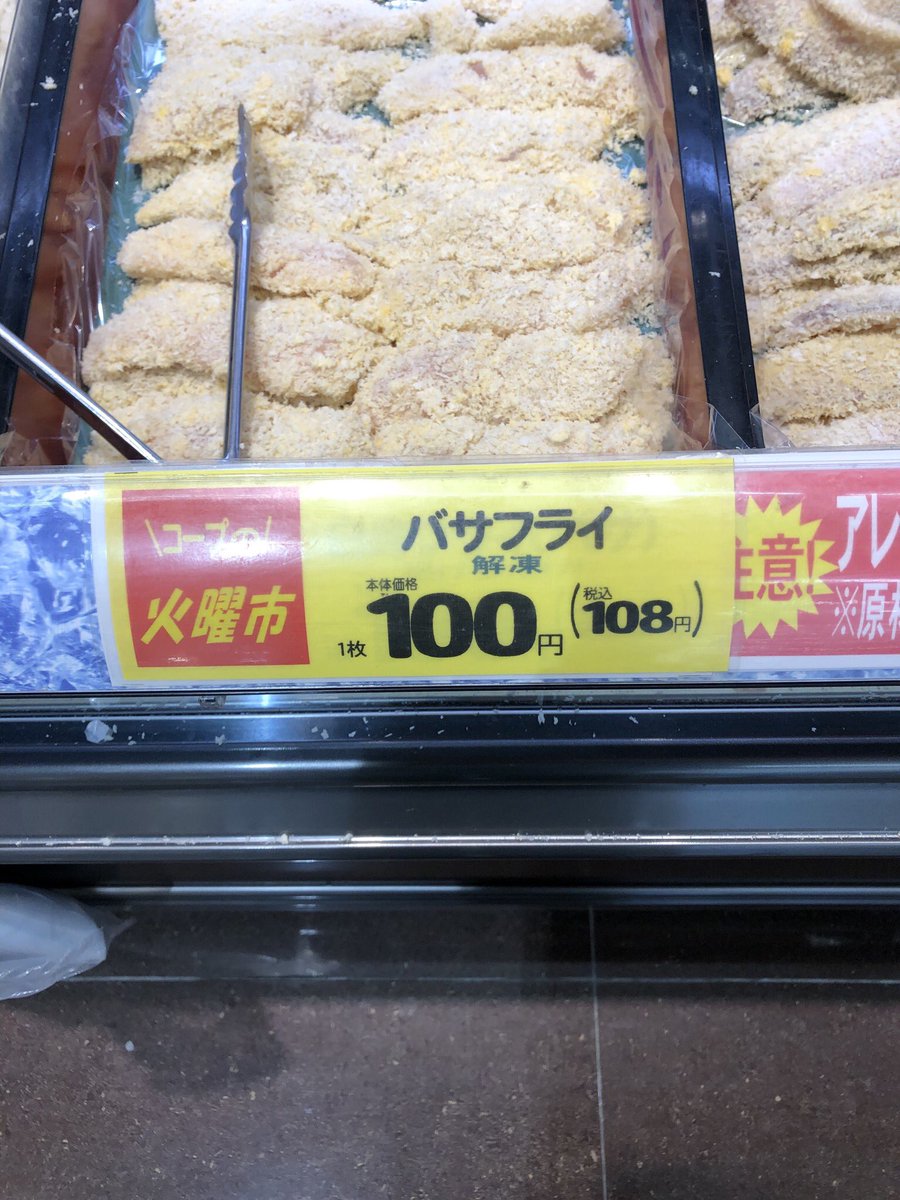 \コープの/
火曜市
バサフライ
解凍
本体価格
1枚 100円
税込
(108円)
注意!
アレ
※原材